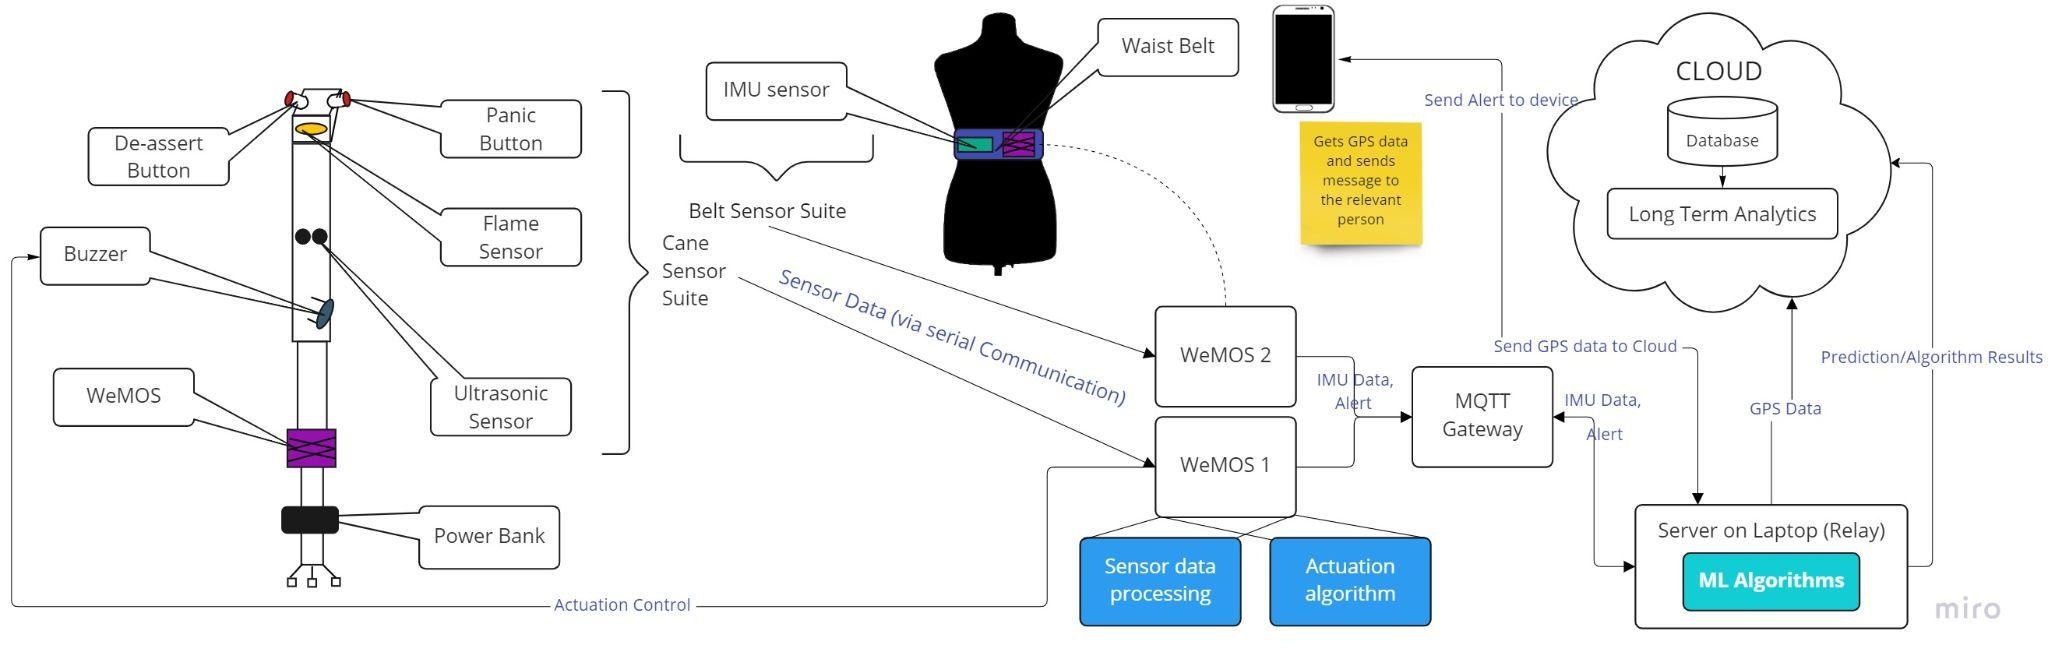 De-assert
Button
Panic
Button
Flame
Sensor
Buzzer
WeMOS
Ultrasonic
Sensor
Power Bank
Cane
Sensor
Suite
IMU sensor
Waist Belt
Belt Sensor Suite
Sensor Data (via serial Communication)
Actuation Control
WeMOS 2
WeMOS 1
Sensor data
processing
Actuation
algorithm
IMU Data,
Alert
MQTT
Gateway
IMU Data,
Alert
Gets GPS data
and sends
message to
the relevant
person
Send Alert to device
Send GPS data to Cloud
CLOUD
Database
Long Term Analytics
GPS Data
Prediction/Algorithm Results
Server on Laptop (Relay)
ML Algorithms
miro